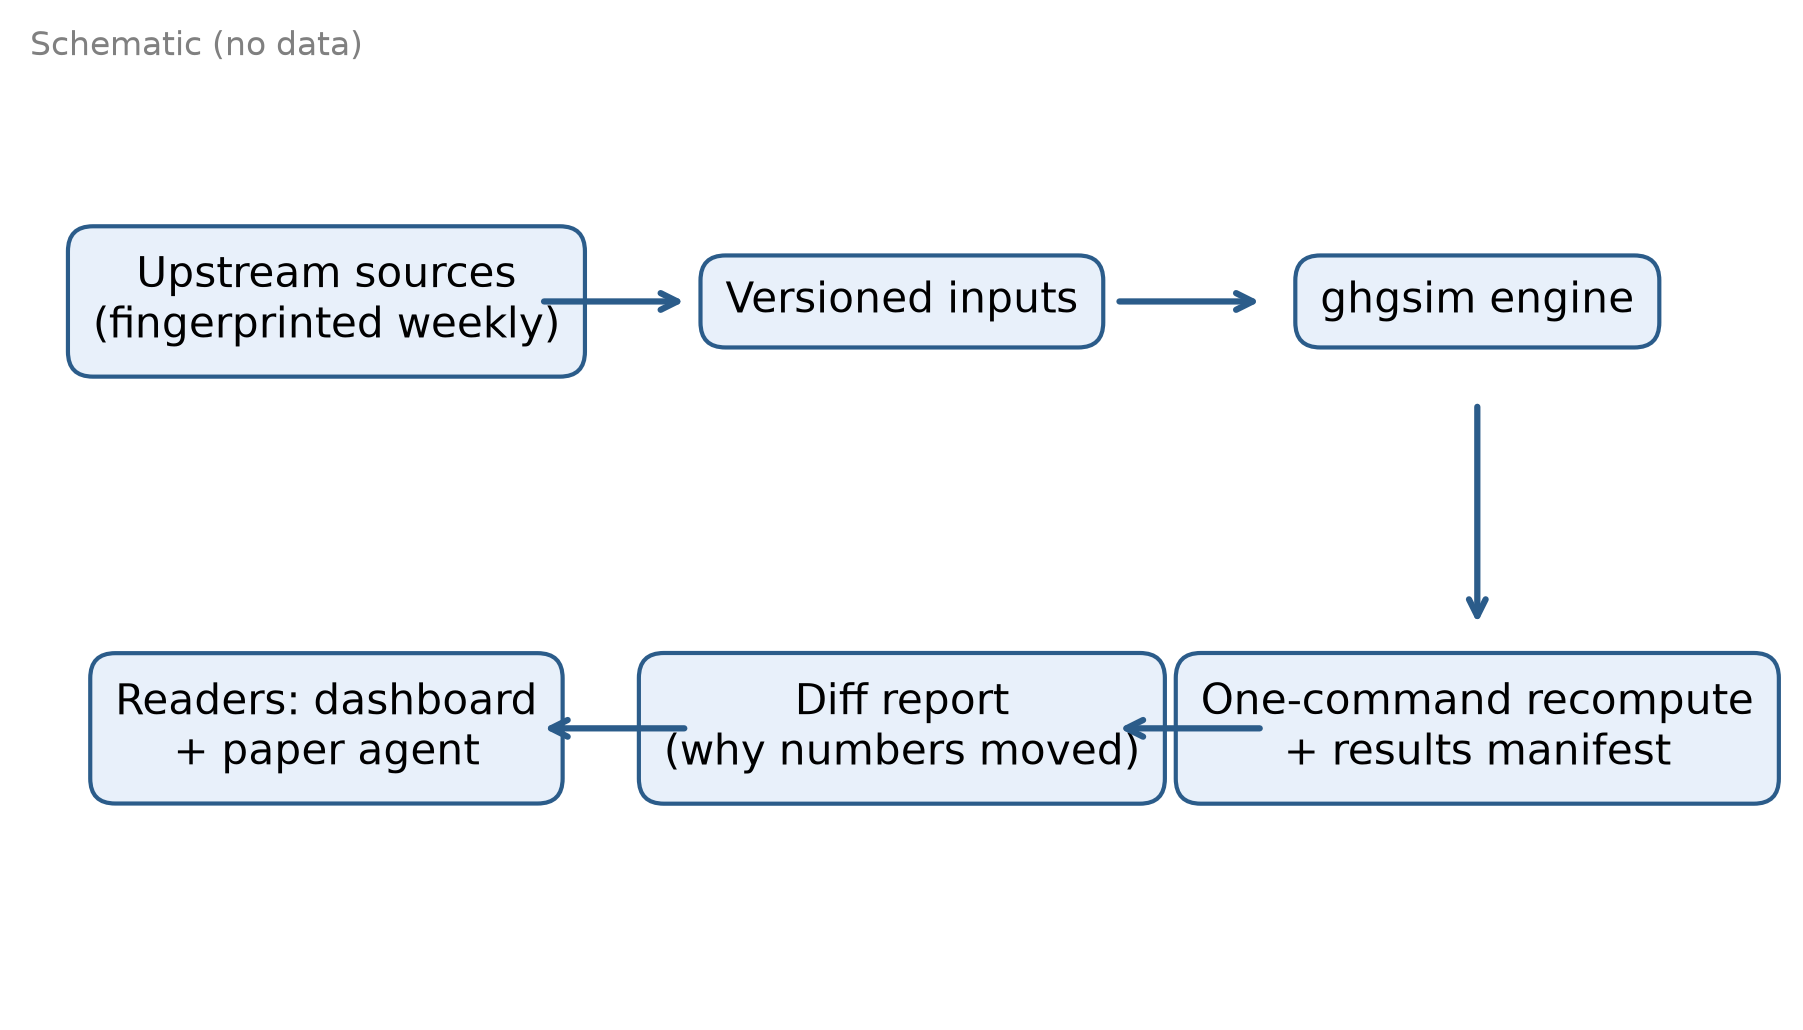 Schematic (no data)
Upstream sources
(fingerprinted weekly)
Versioned inputs
ghgsim engine
Readers: dashboard
+ paper agent
Diff report
(why numbers moved)
One-command recompute
+ results manifest